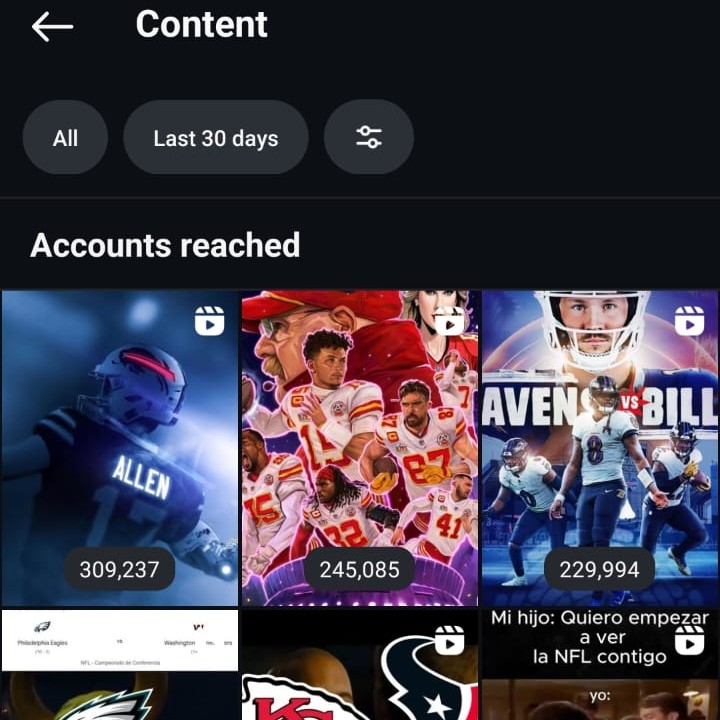 Content
All
Last 30 days
Accounts reached
ALLEN
17
309,237
15
87
32
41
245,085
AVENS VS BILL
8
229,994
Philadelphia Eagles
vs
Washington
NFL - Campeonato de Conferencia
KC
Mi hijo: Quiero empezar
a ver
la NFL contigo
yo: